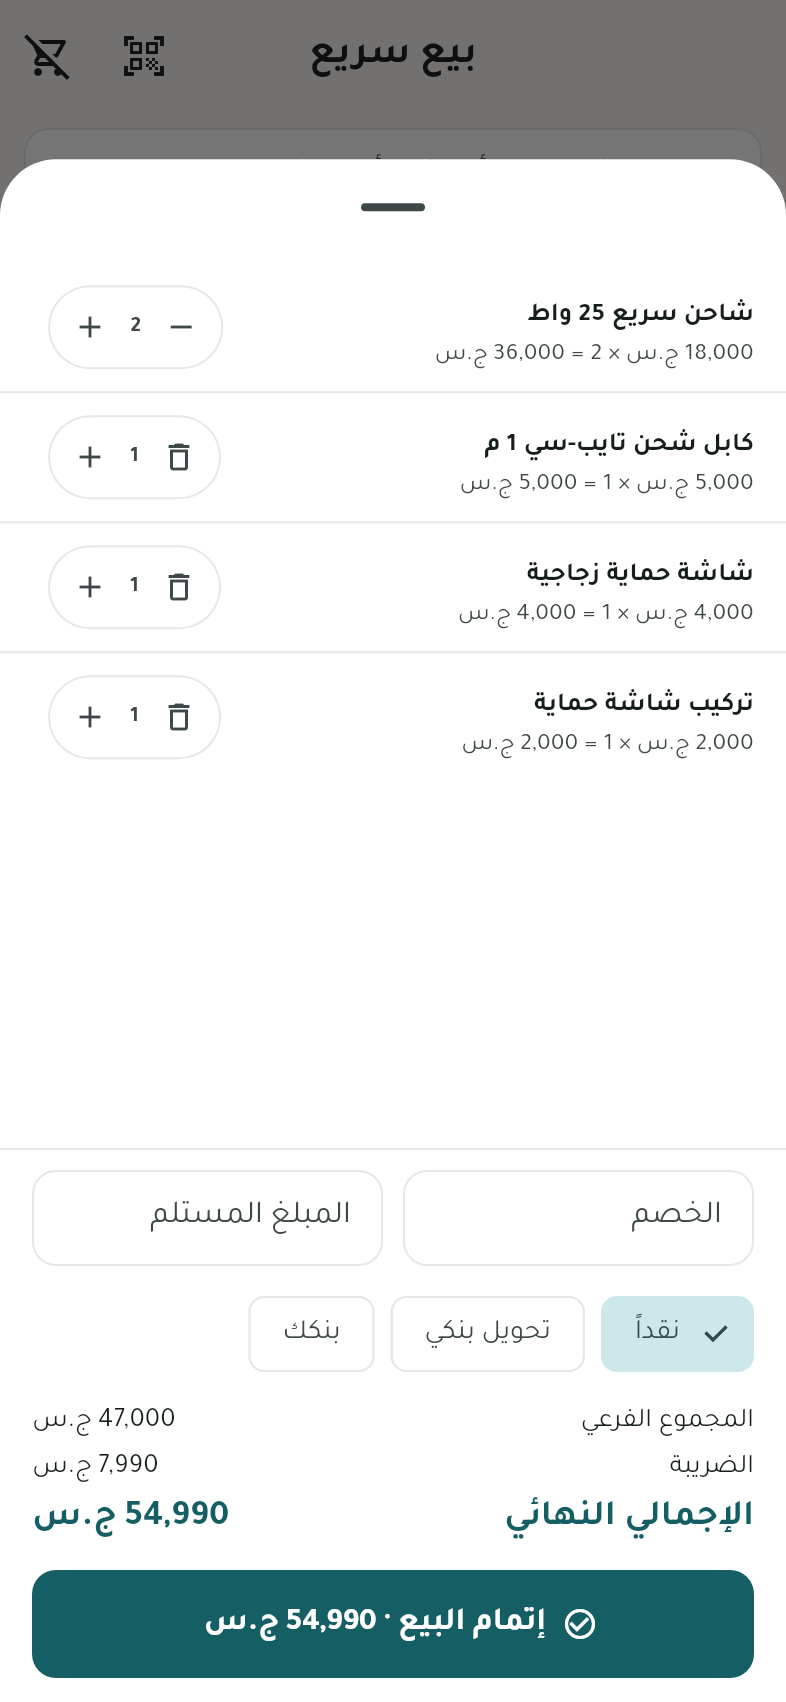 بيع سريع
شاحن سريع 25 واط
18,000 ج.س × 2 = 36,000 ج.س
2
كابل شحن تايب-سي 1 م
5,000 ج.س × 1 = 5,000 ج.س
1
شاشة حماية زجاجية
4,000 ج.س × 1 = 4,000 ج.س
1
تركيب شاشة حماية
2,000 ج.س × 1 = 2,000 ج.س
1
الخصم
المبلغ المستلم
نقداً
تحويل بنكي
بنكك
المجموع الفرعي 47,000 ج.س
الضريبة 7,990 ج.س
الإجمالي النهائي 54,990 ج.س
إتمام البيع · 54,990 ج.س